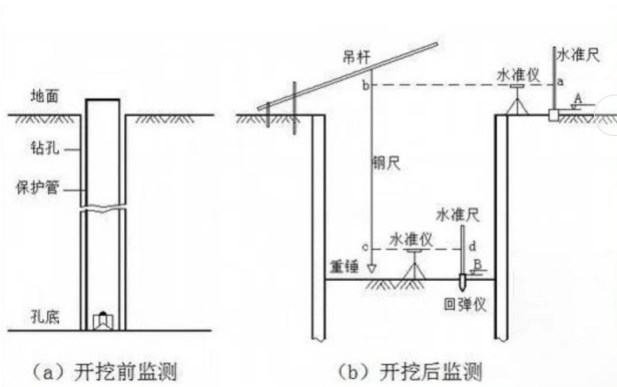 地面
钻孔
保护管
孔底
（a）开挖前监测
吊杆
水准尺
水准仪
b
a
A
钢尺
水准尺
水准仪
c
d
重锤
B
回弹仪
（b）开挖后监测